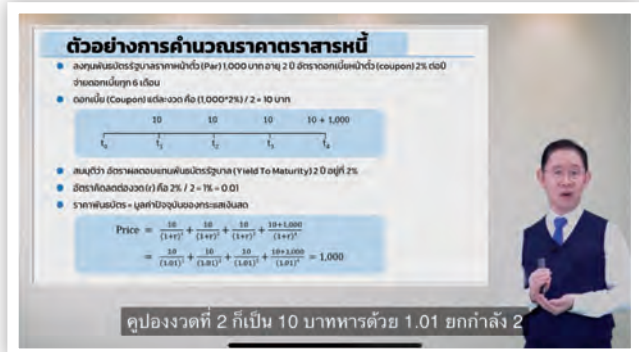 ตัวอย่างการคำนวณราคาตราสารหนี้
ลงทุนพันธบัตรรัฐบาลราคาหน้าตั๋ว (Par) 1,000 บาท อายุ 2 ปี อัตราดอกเบี้ยหน้าตั๋ว (coupon) 2% ต่อปี
จ่ายดอกเบี้ยทุก 6 เดือน
ดอกเบี้ย (Coupon) แต่ละงวด คือ (1,000*2%) / 2 = 10 บาท
10 10 10 10 + 1,000
t₀ t₁ t₂ t₃ t₄
สมมุติว่า อัตราผลตอบแทนพันธบัตรรัฐบาล (Yield To Maturity) 2 ปี อยู่ที่ 2%
อัตราคิดลดต่องวด (r) คือ 2% / 2 = 1% = 0.01
ราคาพันธบัตร = มูลค่าปัจจุบันของกระแสเงินสด
Price = 10/(1+r)¹ + 10/(1+r)² + 10/(1+r)³ + 10+1,000/(1+r)⁴
= 10/(1.01)¹ + 10/(1.01)² + 10/(1.01)³ + 10+1,000/(1.01)⁴ = 1,000
คูปองงวดที่ 2 ก็เป็น 10 บาทหารด้วย 1.01 ยกกำลัง 2